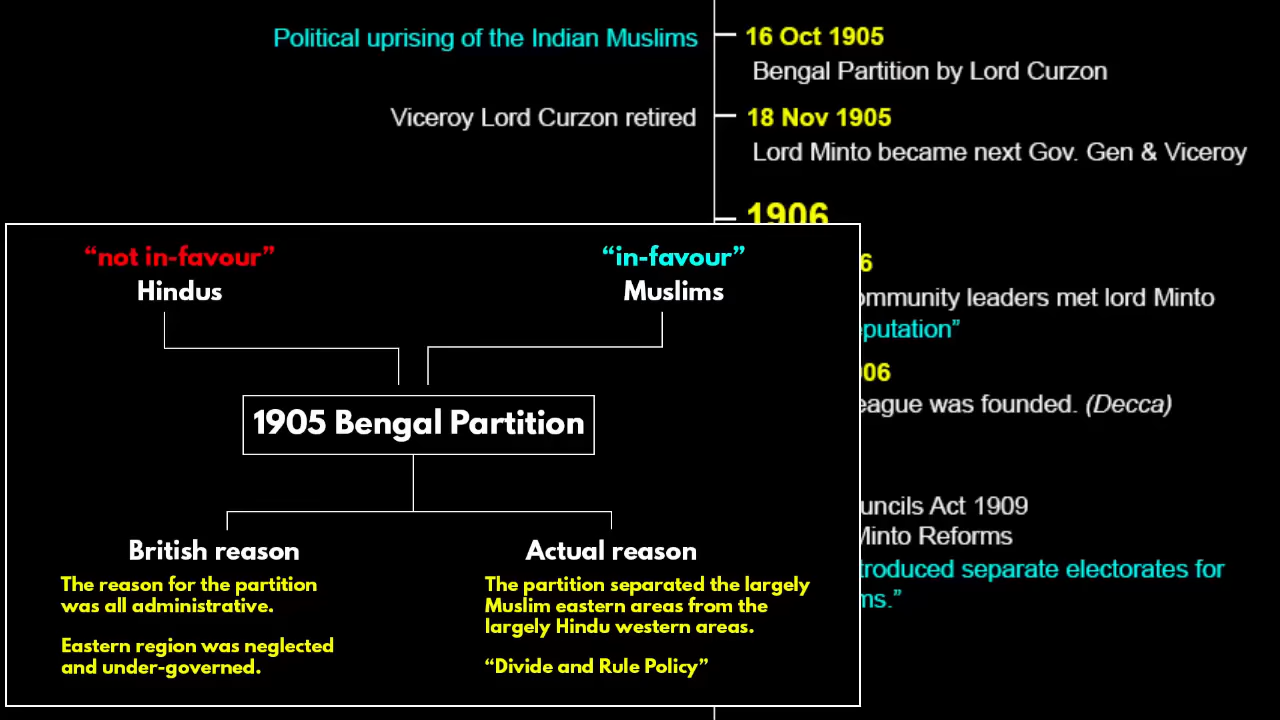 Political uprising of the Indian Muslims
16 Oct 1905
Bengal Partition by Lord Curzon
Viceroy Lord Curzon retired
18 Nov 1905
Lord Minto became next Gov. Gen & Viceroy
1906
“not in-favour”
Hindus
“in-favour”
Muslims
1905 Bengal Partition
British reason
The reason for the partition
was all administrative.
Eastern region was neglected
and under-governed.
Actual reason
The partition separated the largely
Muslim eastern areas from the
largely Hindu western areas.
“Divide and Rule Policy”
6
ommunity leaders met lord Minto
eputation”
06
eague was founded. (Decca)
uncils Act 1909
Minto Reforms
troduced separate electorates for
ms.”